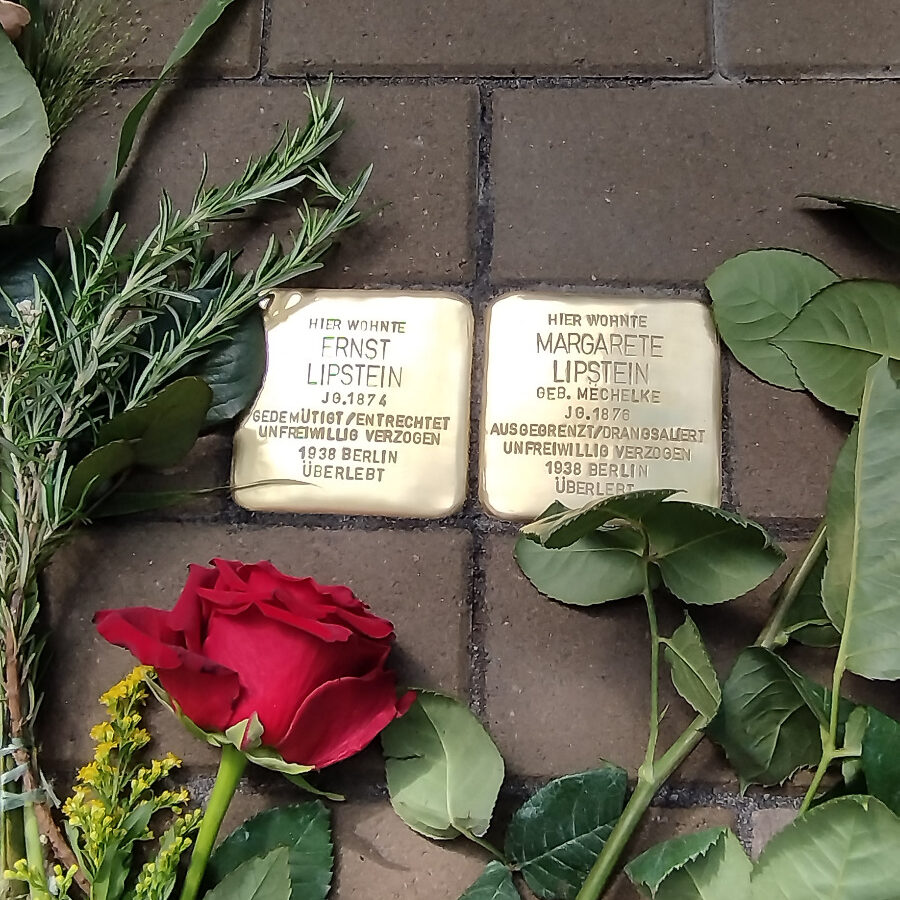 HIER WOHNTE
ERNST
LIPSTEIN
JG.1874
GEDEMÜTIGT/ENTRECHTET
UNFREIWILLIG VERZOGEN
1938 BERLIN
ÜBERLEBT
HIER WOHNTE
MARGARETE
LIPSTEIN
GEB. MECHELKE
JG.1876
AUSGEGRENZT/DRANGSALIERT
UNFREIWILLIG VERZOGEN
1938 BERLIN
ÜBERLEBT